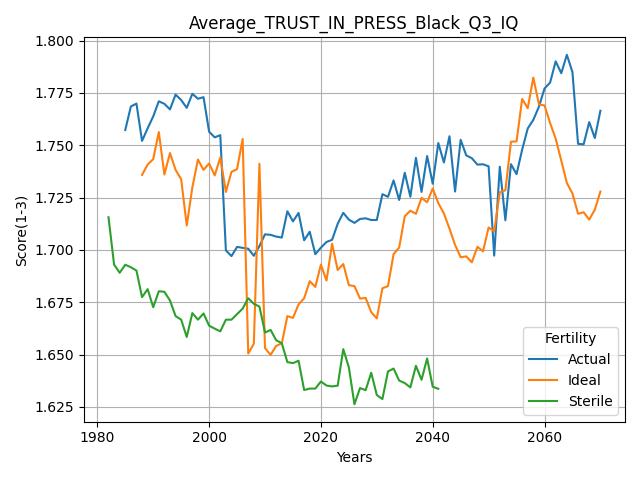 Average_TRUST_IN_PRESS_Black_Q3_IQ
1.800
1.775
1.750
1.725
1.700
1.675
1.650
1.625
Score(1-3)
1980
2000
2020
2040
2060
Years
Fertility
Actual
Ideal
Sterile